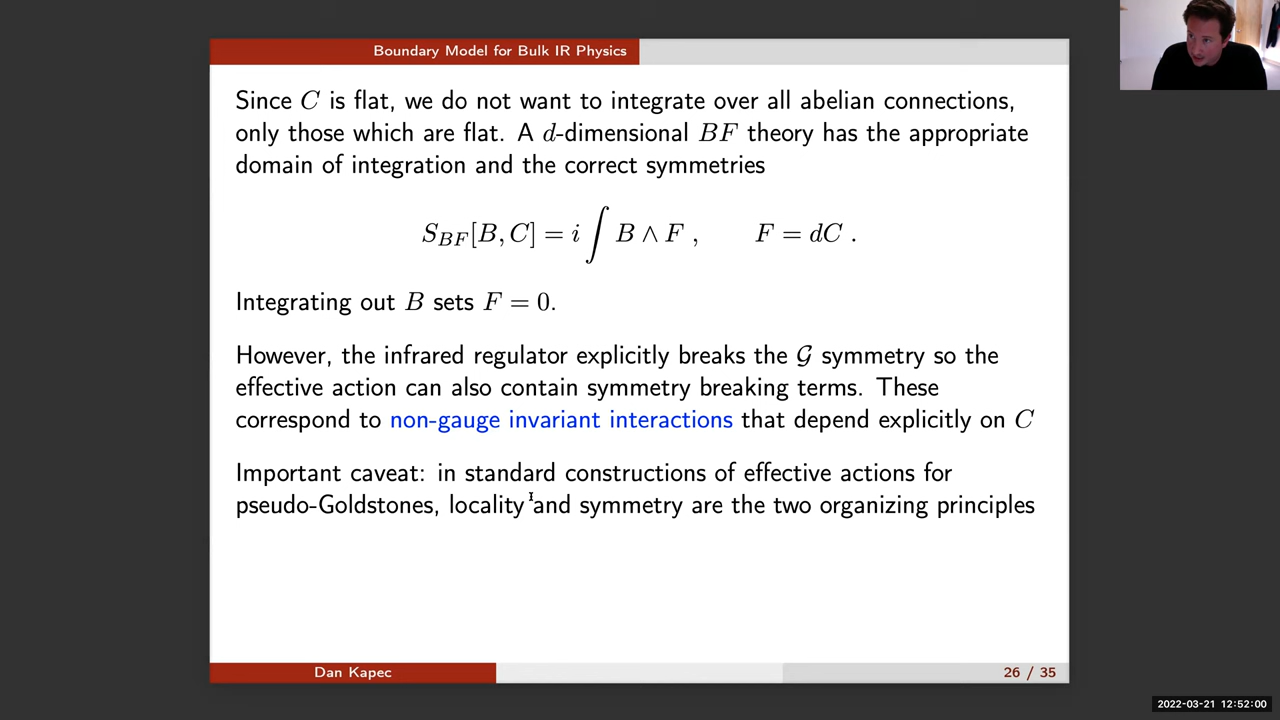 Boundary Model for Bulk IR Physics
Since C is flat, we do not want to integrate over all abelian connections,
only those which are flat. A d-dimensional BF theory has the appropriate
domain of integration and the correct symmetries
S_{BF}[B, C] = i ∫ B ∧ F , F = dC .
Integrating out B sets F = 0.
However, the infrared regulator explicitly breaks the 𝒢 symmetry so the
effective action can also contain symmetry breaking terms. These
correspond to non-gauge invariant interactions that depend explicitly on C
Important caveat: in standard constructions of effective actions for
pseudo-Goldstones, locality and symmetry are the two organizing principles
Dan Kapec
26 / 35
2022-03-21 12:52:00